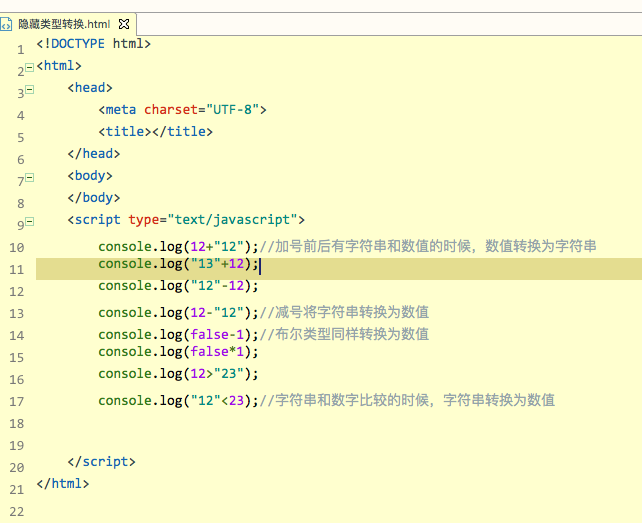 隐藏类型转换.html
1 <!DOCTYPE html>
2 <html>
3 <head>
4 <meta charset="UTF-8">
5 <title></title>
6 </head>
7 <body>
8 </body>
9 <script type="text/javascript">
10 console.log(12+"12");//加号前后有字符串和数值的时候，数值转换为字符串
11 console.log("13"+12);
12 console.log("12"-12);
13 console.log(12-"12");//减号将字符串转换为数值
14 console.log(false-1);//布尔类型同样转换为数值
15 console.log(false*1);
16 console.log(12>"23");
17 console.log("12"<23);//字符串和数字比较的时候，字符串转换为数值
18
19
20 </script>
21 </html>
22